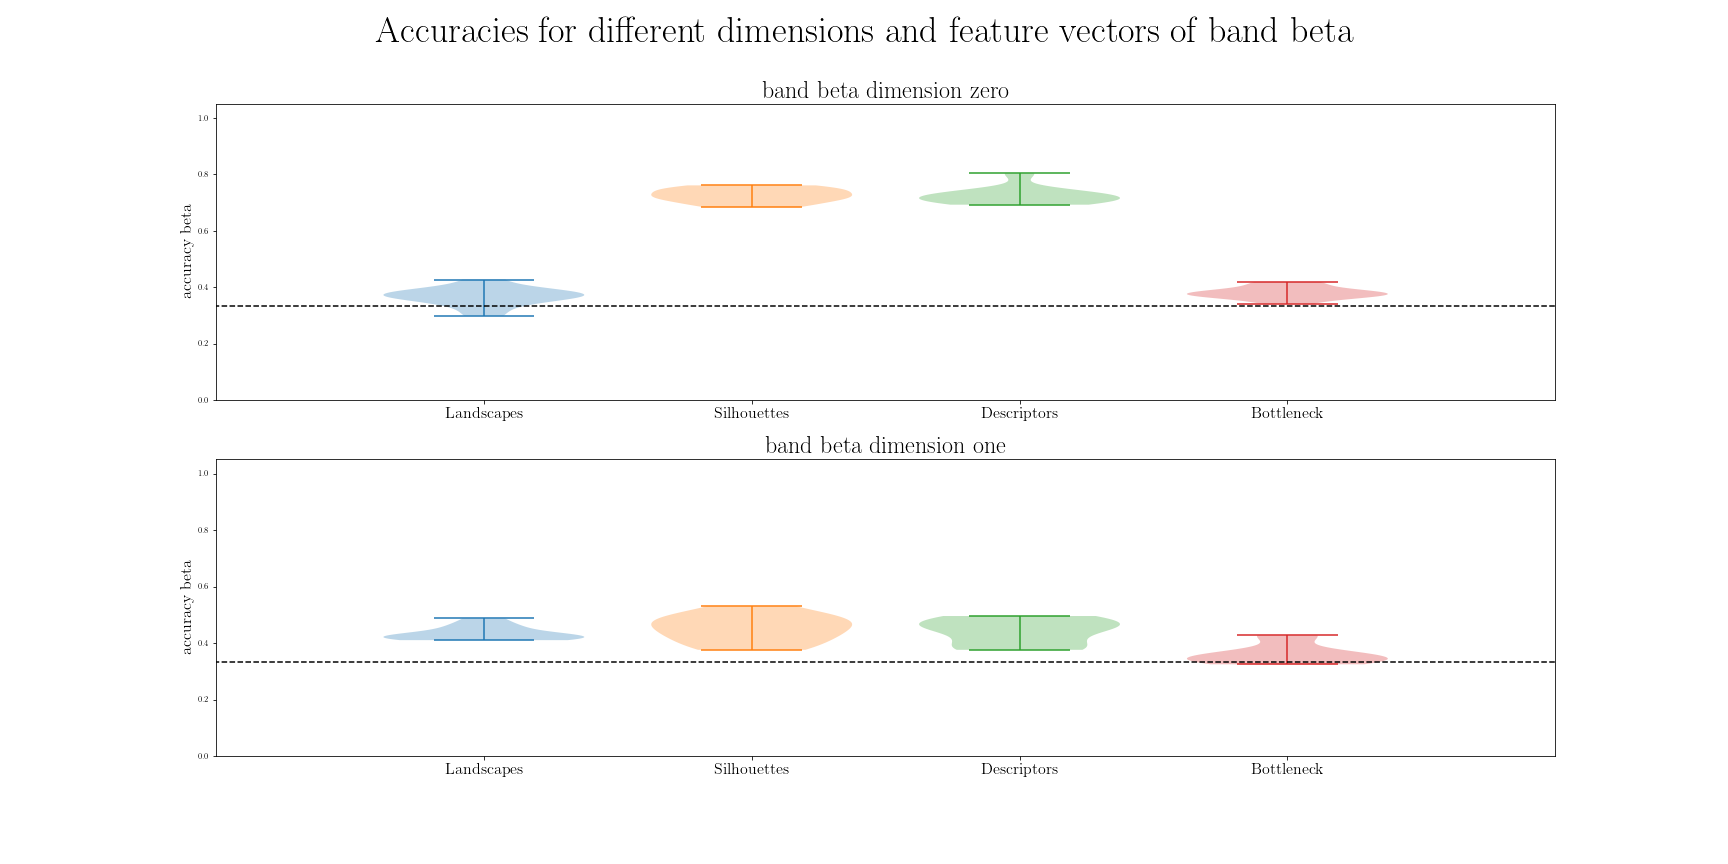 Accuracies for different dimensions and feature vectors of band beta
band beta dimension zero
accuracy beta
1.0
0.8
0.6
0.4
0.2
0.0
Landscapes Silhouettes Descriptors Bottleneck
band beta dimension one
accuracy beta
1.0
0.8
0.6
0.4
0.2
0.0
Landscapes Silhouettes Descriptors Bottleneck